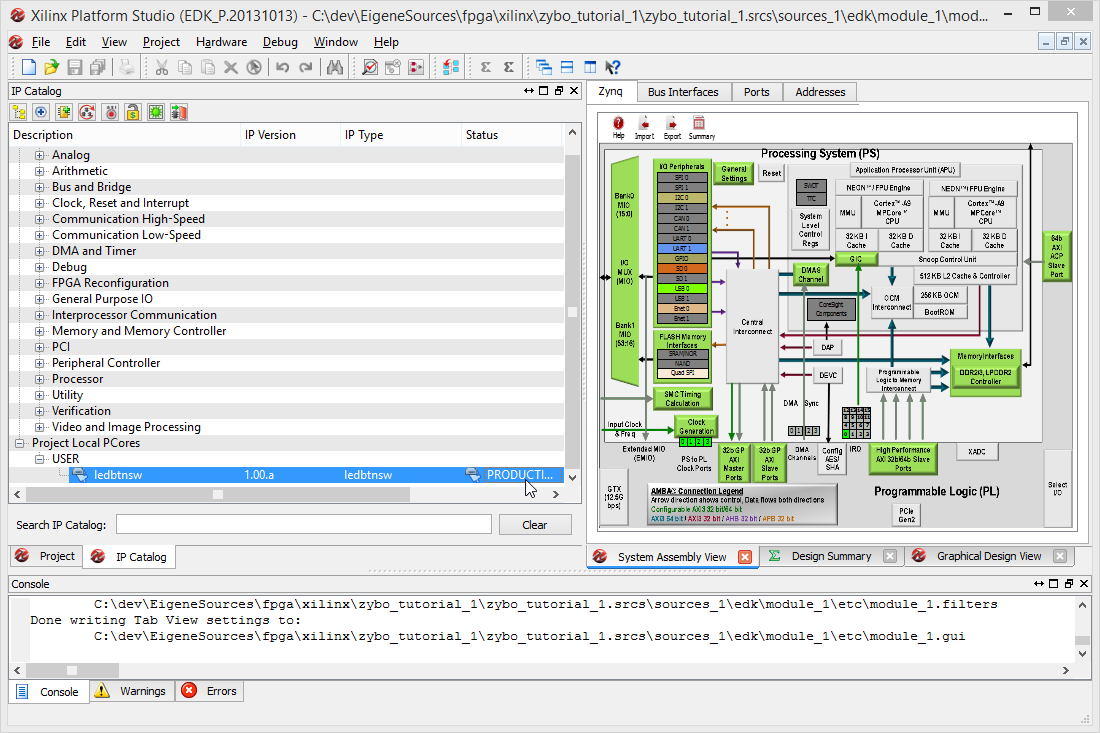 Xilinx Platform Studio (EDK_P.20131013) - C:\dev\EigeneSources\fpga\xilinx\zybo_tutorial_1\zybo_tutorial_1.srcs\sources_1\edk\module_1\mod...
File Edit View Project Hardware Debug Window Help
IP Catalog
Description IP Version IP Type Status
Analog
Arithmetic
Bus and Bridge
Clock, Reset and Interrupt
Communication High-Speed
Communication Low-Speed
DMA and Timer
Debug
FPGA Reconfiguration
General Purpose IO
Interprocessor Communication
Memory and Memory Controller
PCI
Peripheral Controller
Processor
Utility
Verification
Video and Image Processing
Project Local PCores
USER
ledbtnsw 1.00.a ledbtnsw PRODUCTI...
Search IP Catalog:
Clear
Project IP Catalog
Zynq Bus Interfaces Ports Addresses
Help Import Export Summary
Processing System (PS)
Bank0
MIO
(15:0)
I/O
MUX
(MIO)
Bank1
MIO
(53:16)
I/O Peripherals
SPI 0
SPI 1
I2C 0
I2C 1
CAN 0
CAN 1
UART 0
UART 1
GPIO
SD 0
SD 1
USB 0
USB 1
Enet 0
Enet 1
FLASH Memory
Interfaces
SRAM/NOR
NAND
Quad SPI
SMC Timing
Calculation
General
Settings
Reset
SWDT
TTC
System
Level
Control
Regs
Application Processor Unit (APU)
NEON™/ FPU Engine
NEON™/ FPU Engine
MMU
Cortex™-A9
MPCore™
CPU
MMU
Cortex™-A9
MPCore™
CPU
32 KB I
Cache
32 KB D
Cache
32 KB I
Cache
32 KB D
Cache
GIC
Snoop Control Unit
64b
AXI
ACP
Slave
Port
DMA8
Channel
512 KB L2 Cache & Controller
OCM
Interconnect
256 KB OCM
BootROM
CoreSight
Components
Central
Interconnect
DAP
DEVC
Programmable
Logic to Memory
Interconnect
Memory Interfaces
DDR2/3, LPDDR2
Controller
Input Clock
& Freq
Clock
Generation
0 1 2 3
DMA Sync
0 1 2 3
Extended MIO
(EMIO)
PS to PL
Clock Ports
32b GP
AXI
Master
Ports
32b GP
AXI
Slave
Ports
DMA
Channels
Config
AES/
SHA
IRQ
High Performance
AXI 32b/64b Slave
Ports
XADC
GTX
(12.5G
bps)
AMBA® Connection Legend
Arrow direction shows control, Data flows both directions
Configurable AXI3 32 bit/64 bit
AXI3 64 bit / AXI3 32 bit / AHB 32 bit / APB 32 bit
Programmable Logic (PL)
PCIe
Gen2
Select
I/O
System Assembly View Design Summary Graphical Design View
Console
C:\dev\EigeneSources\fpga\xilinx\zybo_tutorial_1\zybo_tutorial_1.srcs\sources_1\edk\module_1\etc\module_1.filters
Done writing Tab View settings to:
C:\dev\EigeneSources\fpga\xilinx\zybo_tutorial_1\zybo_tutorial_1.srcs\sources_1\edk\module_1\etc\module_1.gui
Console Warnings Errors